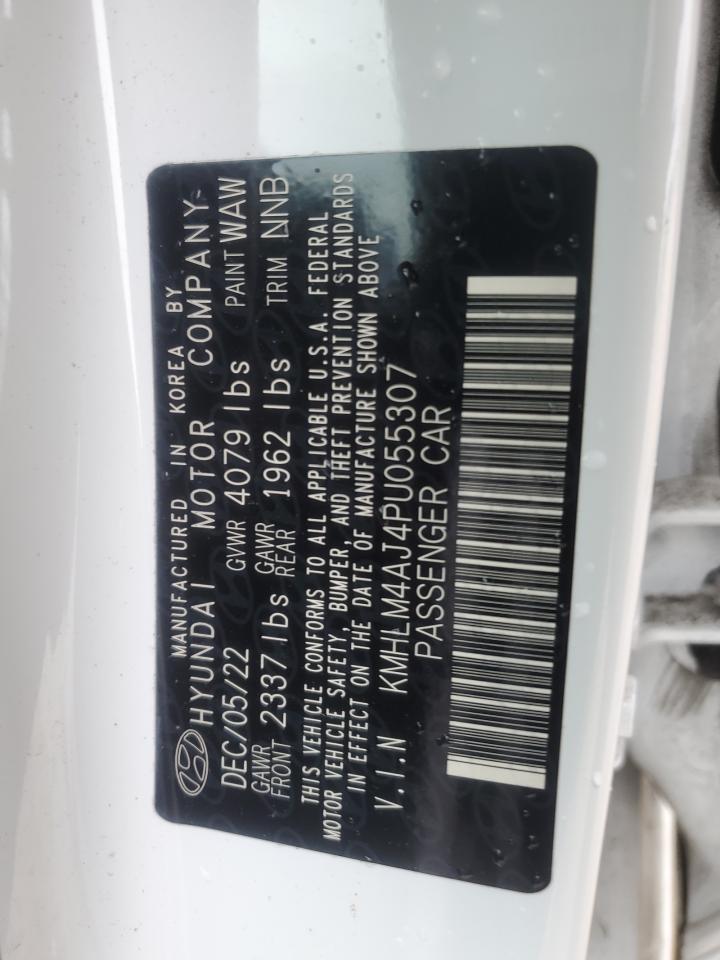 MANUFACTURED IN KOREA BY
HYUNDAI MOTOR COMPANY
DEC/05/22 GVWR 4079 lbs PAINT WAW
GAWR FRONT 2337 lbs GAWR REAR 1962 lbs TRIM NNB
THIS VEHICLE CONFORMS TO ALL APPLICABLE U.S.A. FEDERAL
MOTOR VEHICLE SAFETY, BUMPER, AND THEFT PREVENTION STANDARDS
IN EFFECT ON THE DATE OF MANUFACTURE SHOWN ABOVE
V.I.N KMHLM4AJ4PU055307
PASSENGER CAR